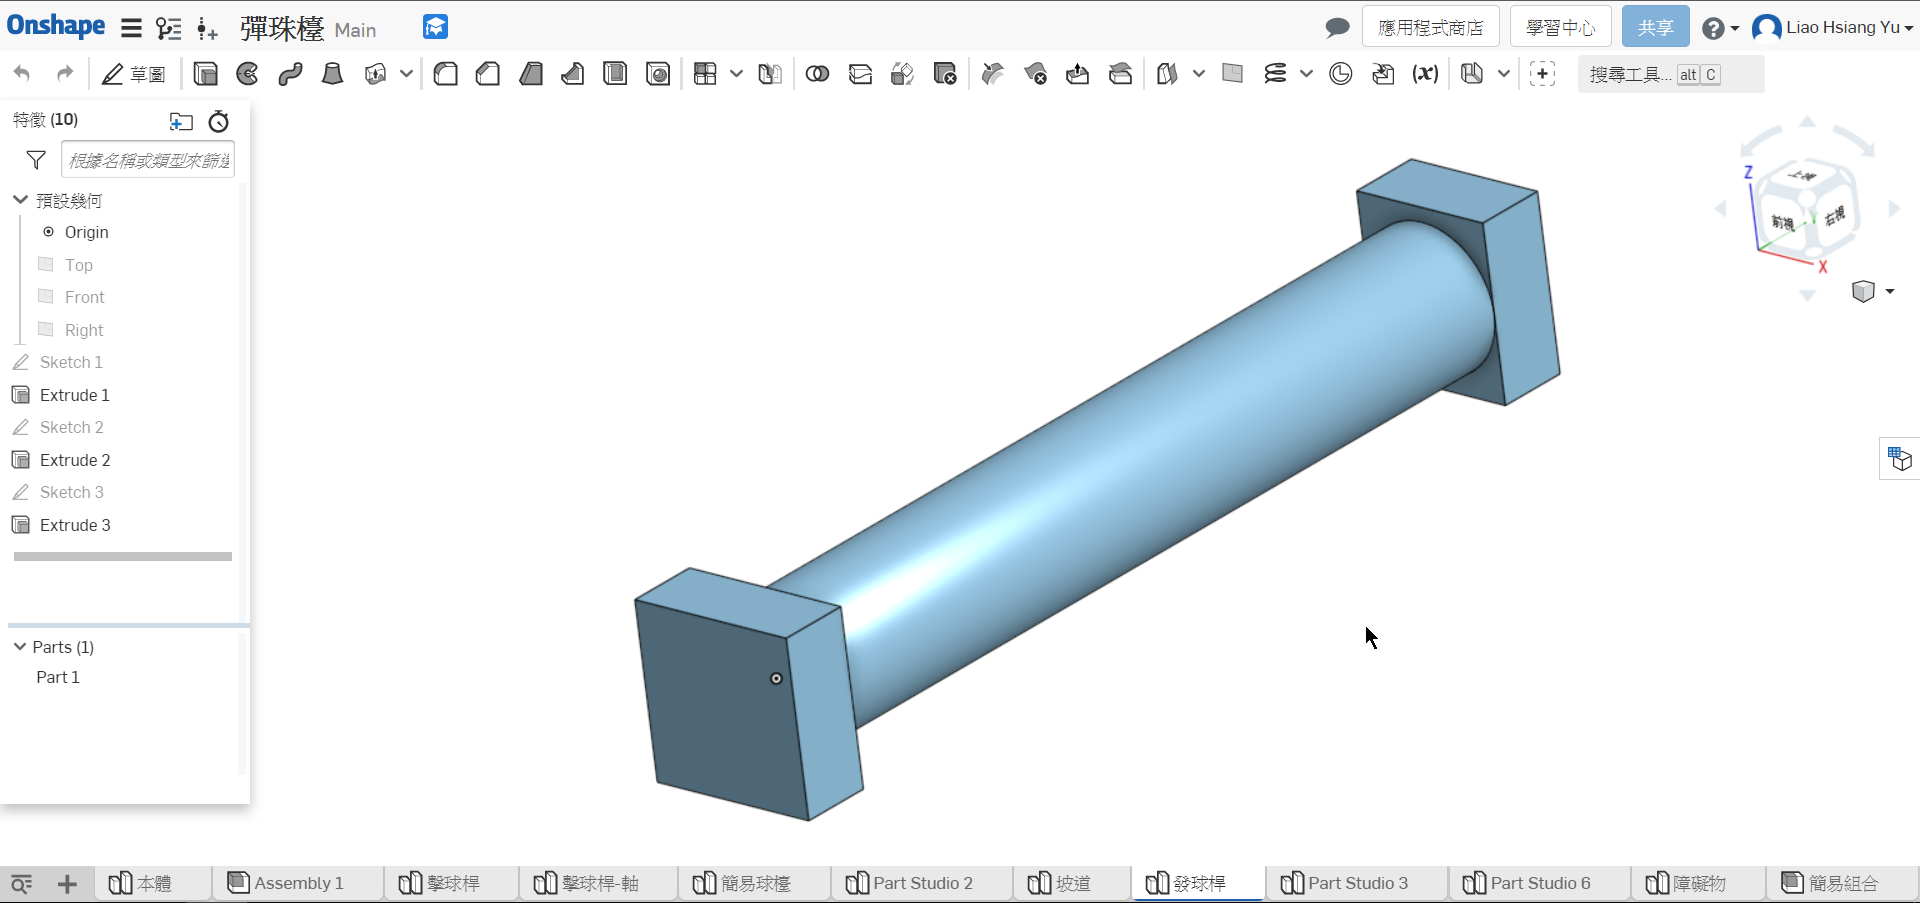 Onshape 彈珠檯 Main 應用程式商店 學習中心 共享 Liao Hsiang Yu
草圖 (x) 搜尋工具... alt C
特徵 (10)
根據名稱或類型來篩選
預設幾何
Origin
Top
Front
Right
Sketch 1
Extrude 1
Sketch 2
Extrude 2
Sketch 3
Extrude 3
Parts (1)
Part 1
Z
上視
前視
右視
Y
X
本體 Assembly 1 擊球桿 擊球桿-軸 簡易球檯 Part Studio 2 坡道 發球桿 Part Studio 3 Part Studio 6 障礙物 簡易組合